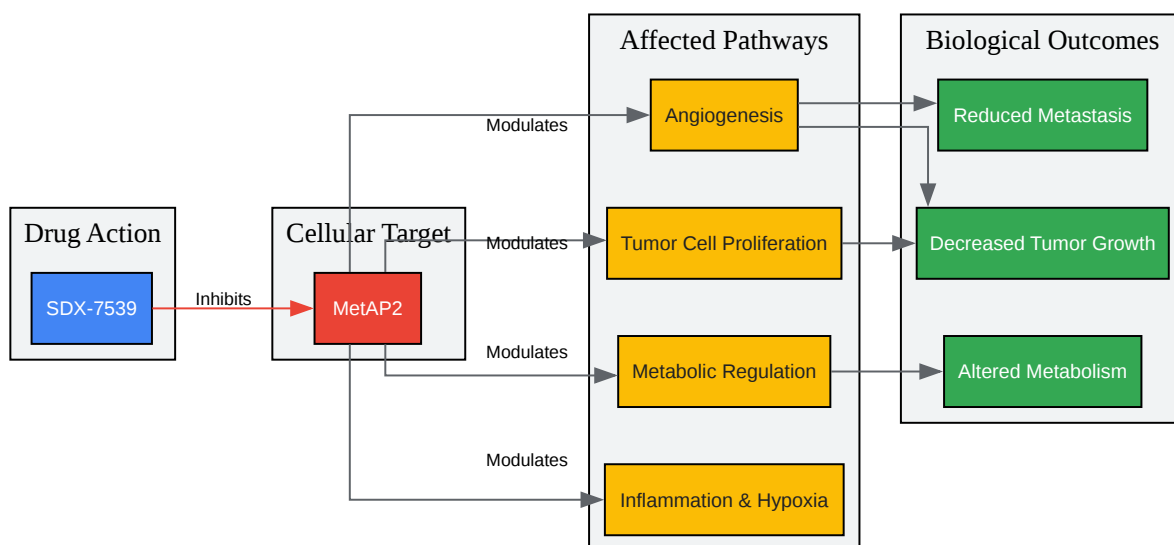 Affected Pathways
Biological Outcomes
Angiogenesis
Reduced Metastasis
Modulates
Drug Action
Cellular Target
Modulates
Tumor Cell Proliferation
Decreased Tumor Growth
SDX-7539
Inhibits
MetAP2
Modulates
Metabolic Regulation
Altered Metabolism
Modulates
Inflammation & Hypoxia